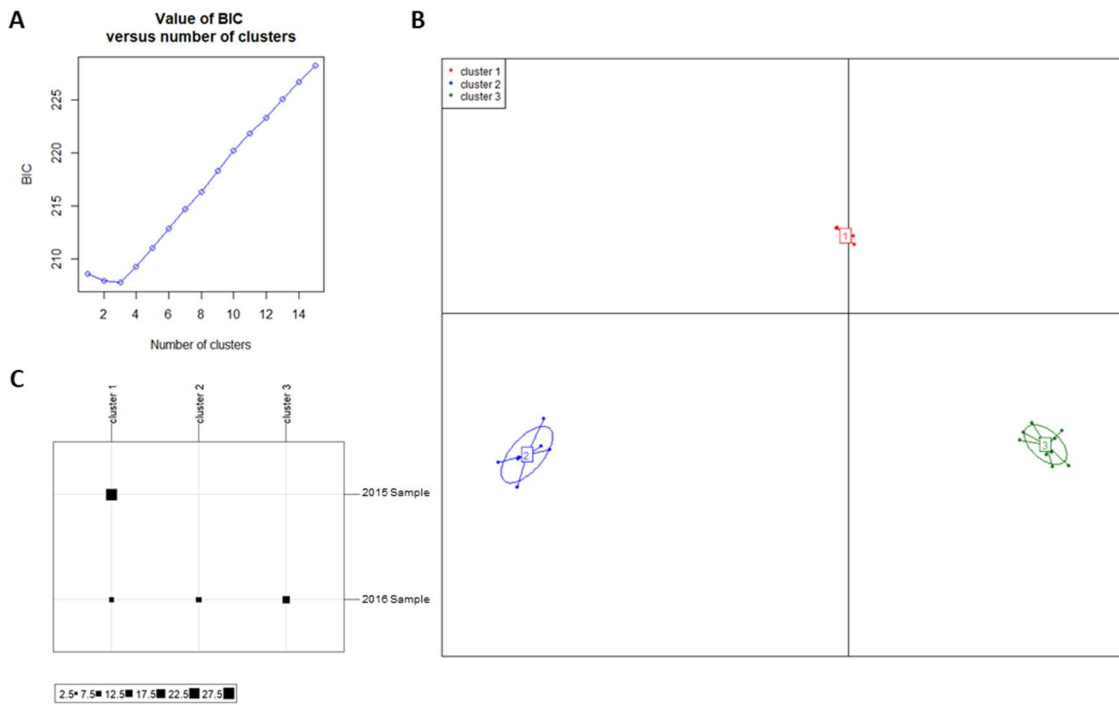 A
Value of BIC
versus number of clusters
BIC
225
220
215
210
2 4 6 8 10 12 14
Number of clusters
B
cluster 1
cluster 2
cluster 3
1
2
3
C
cluster 1
cluster 2
cluster 3
2015 Sample
2016 Sample
2.5 7.5 12.5 17.5 22.5 27.5